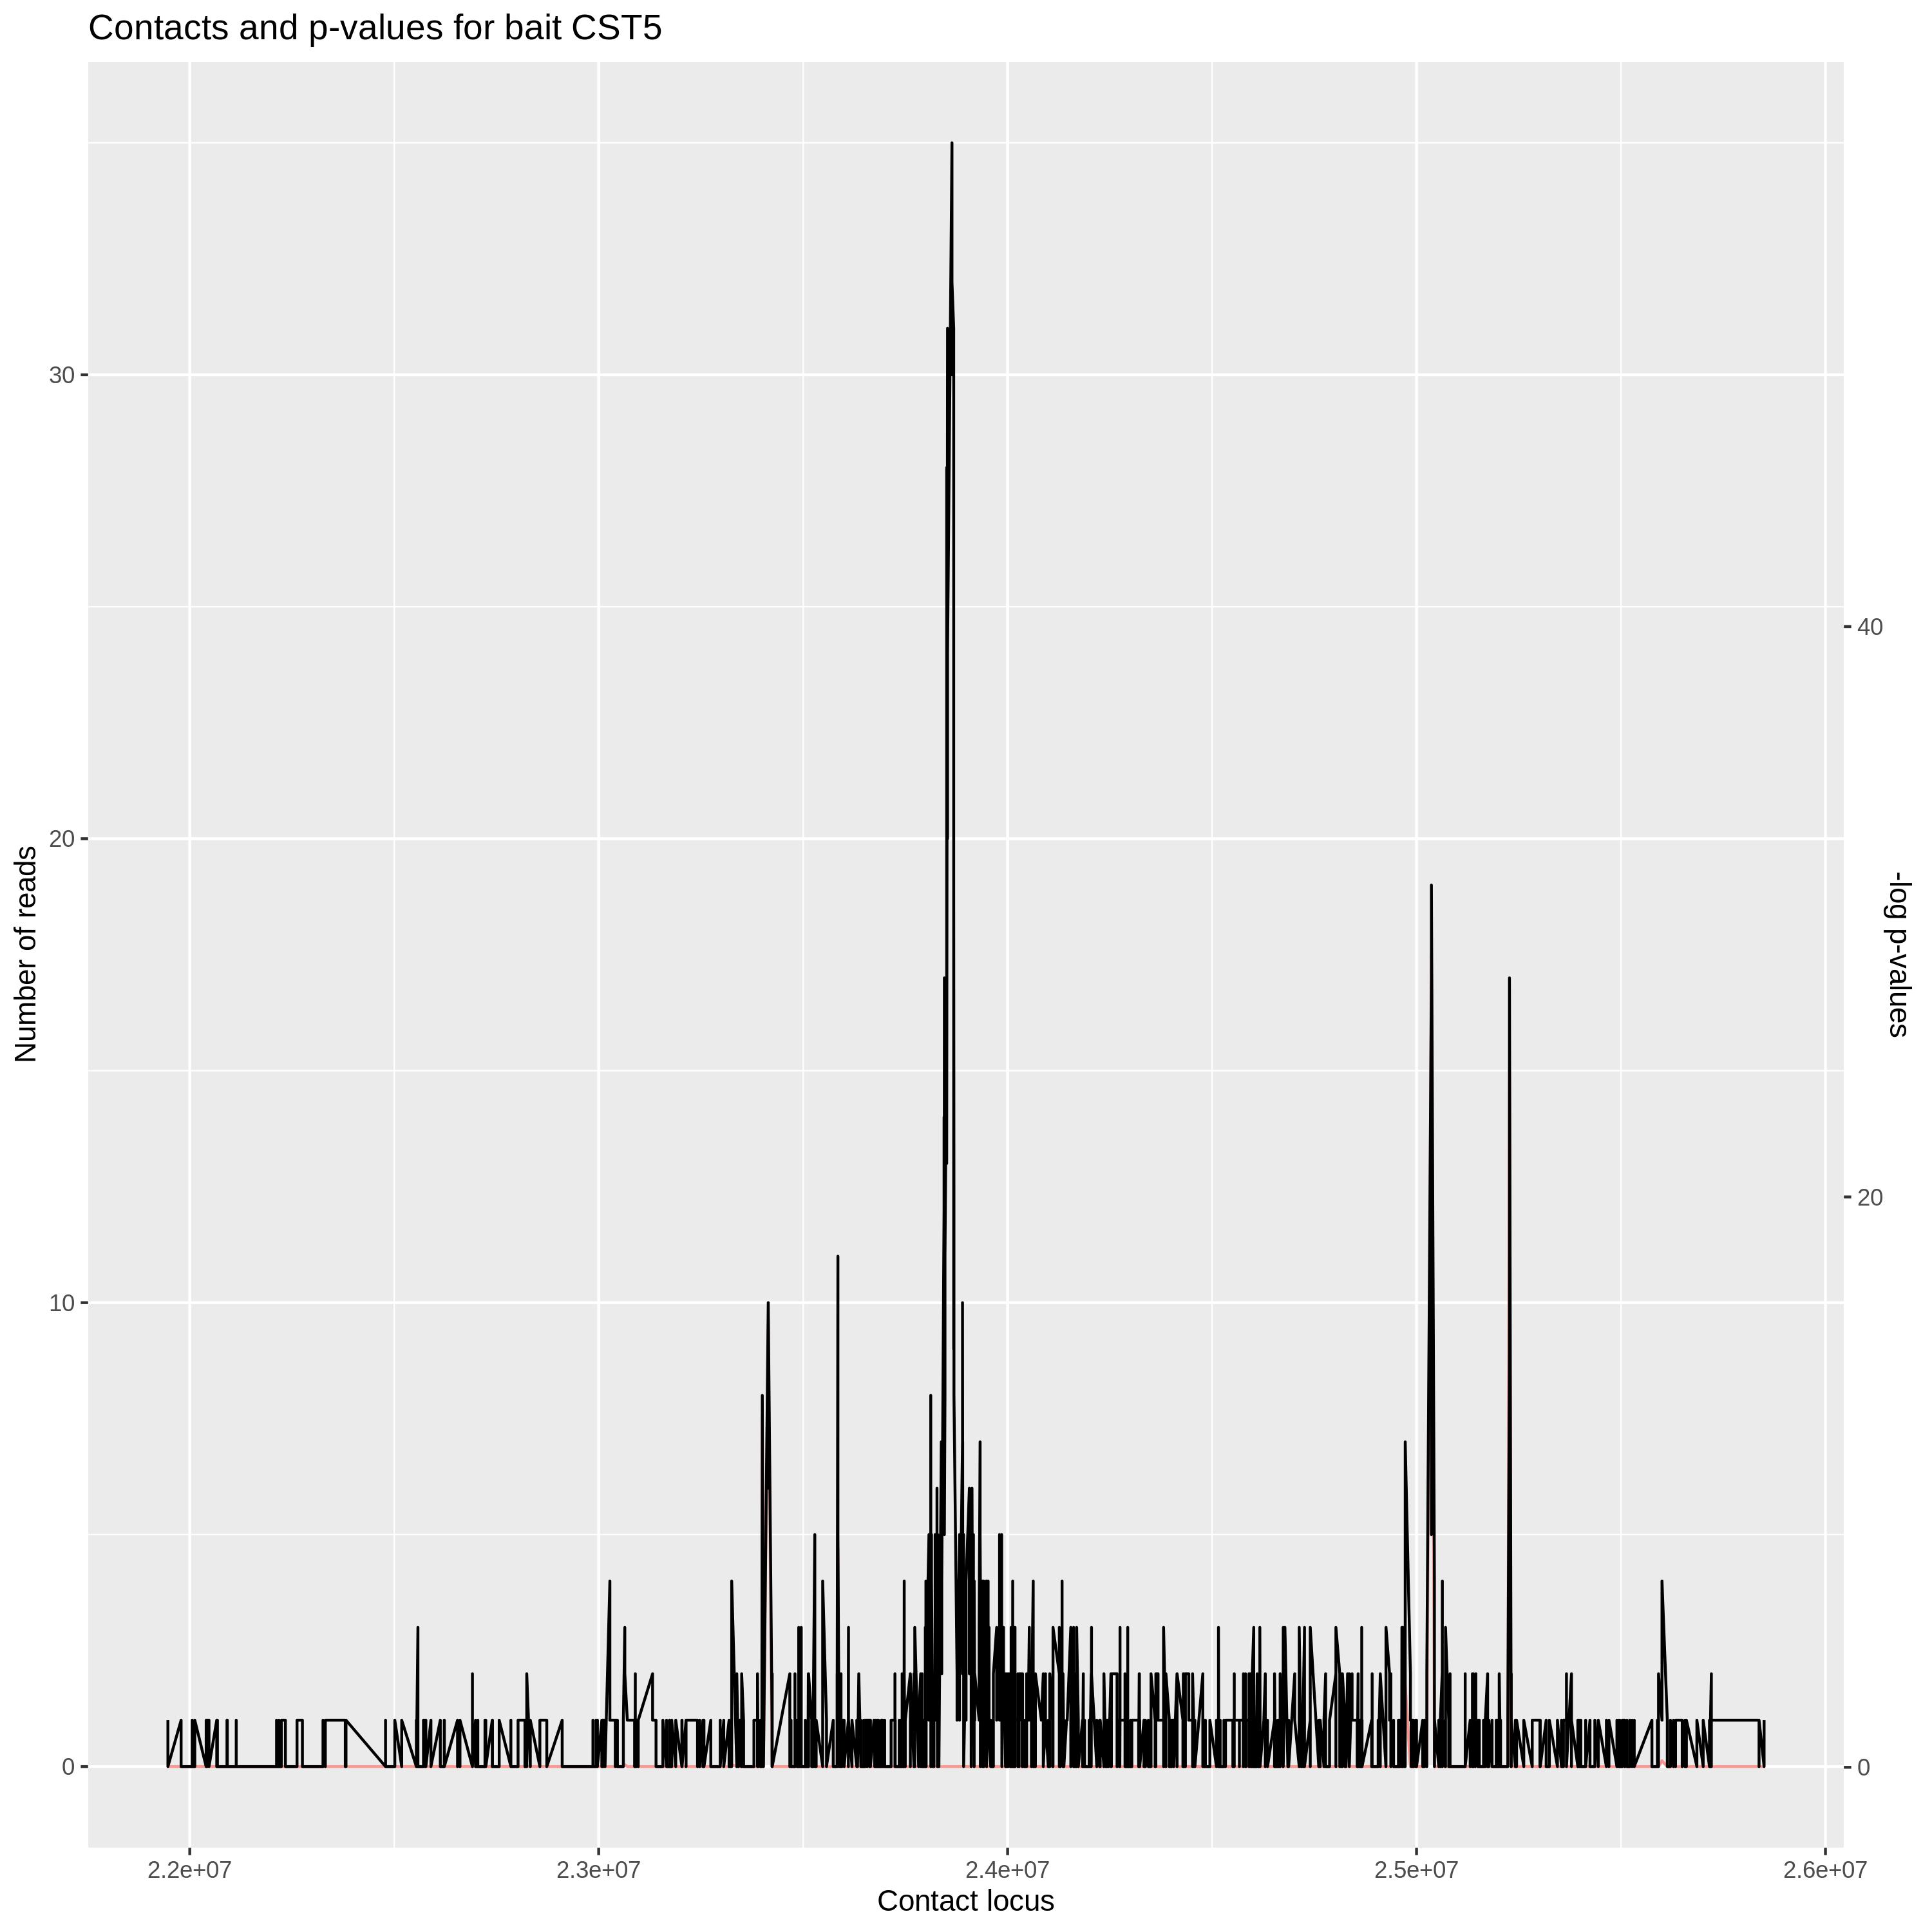 Contacts and p-values for bait CST5
30
20
10
0
Number of reads
40
20
0
-log p-values
2.2e+07 2.3e+07 2.4e+07 2.5e+07 2.6e+07
Contact locus